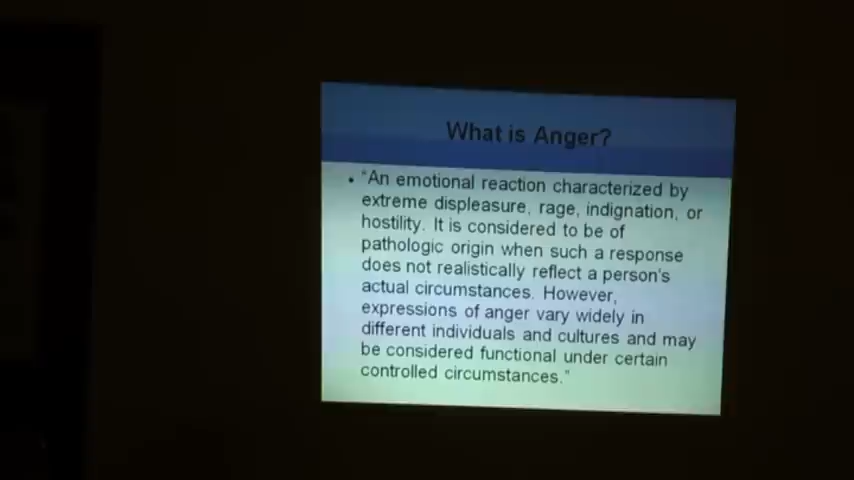 What is Anger?
• "An emotional reaction characterized by
extreme displeasure, rage, indignation, or
hostility. It is considered to be of
pathologic origin when such a response
does not realistically reflect a person's
actual circumstances. However,
expressions of anger vary widely in
different individuals and cultures and may
be considered functional under certain
controlled circumstances."